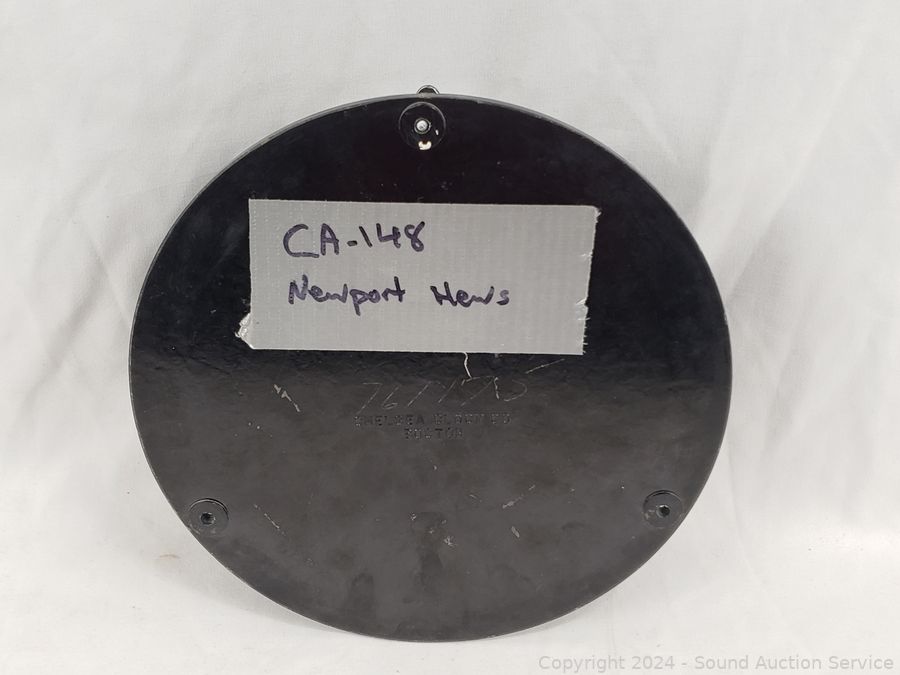 CA-148
Newport News
CHELSEA CLOCK CO
BOSTON
Copyright 2024 - Sound Auction Service